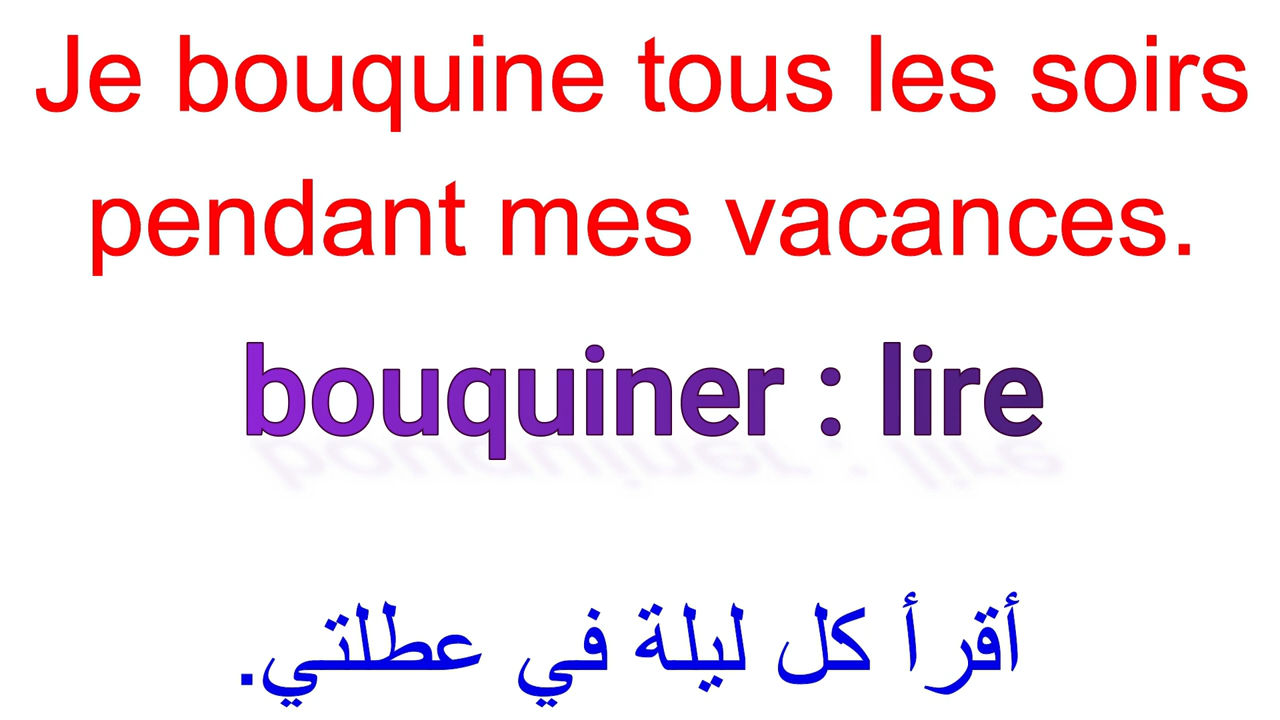 Je bouquine tous les soirs
pendant mes vacances.
bouquiner : lire
أقرأ كل ليلة في عطلتي.